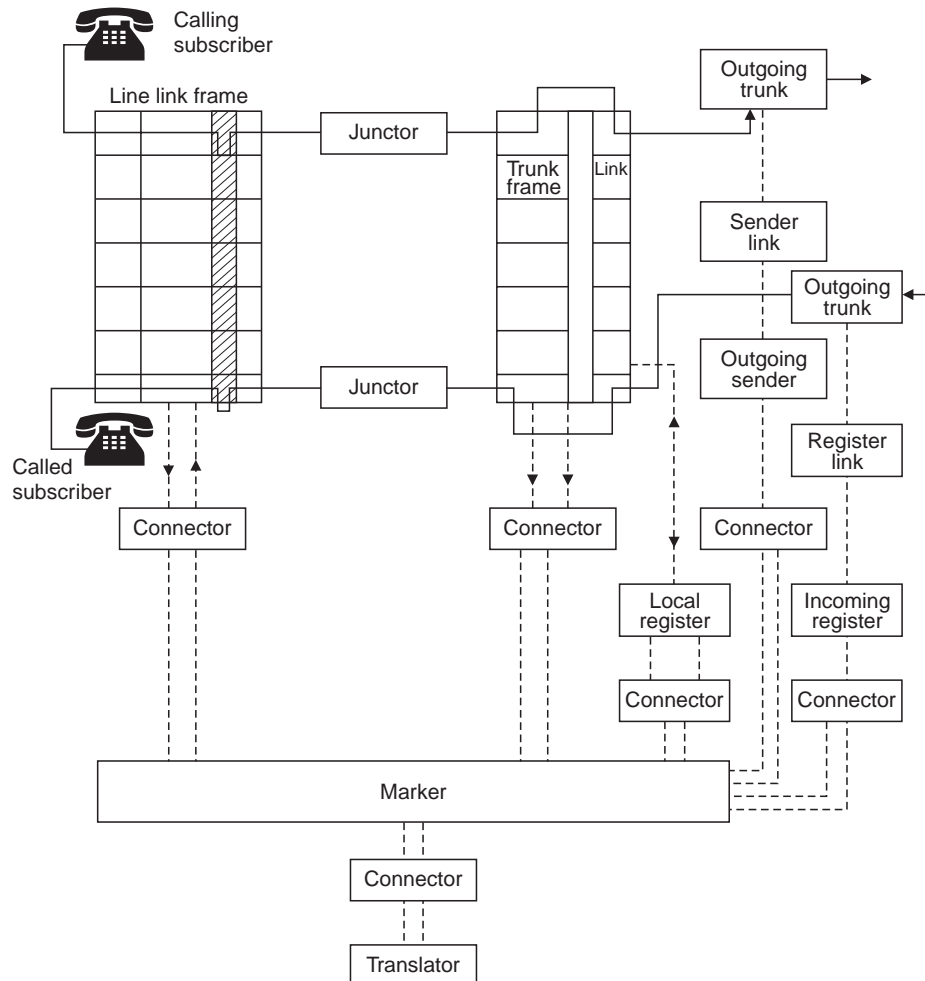 Calling
subscriber
Line link frame
Outgoing
trunk
Junctor
Trunk
frame
Link
Sender
link
Outgoing
trunk
Outgoing
sender
Junctor
Called
subscriber
Register
link
Connector
Connector
Connector
Local
register
Incoming
register
Connector
Connector
Marker
Connector
Translator